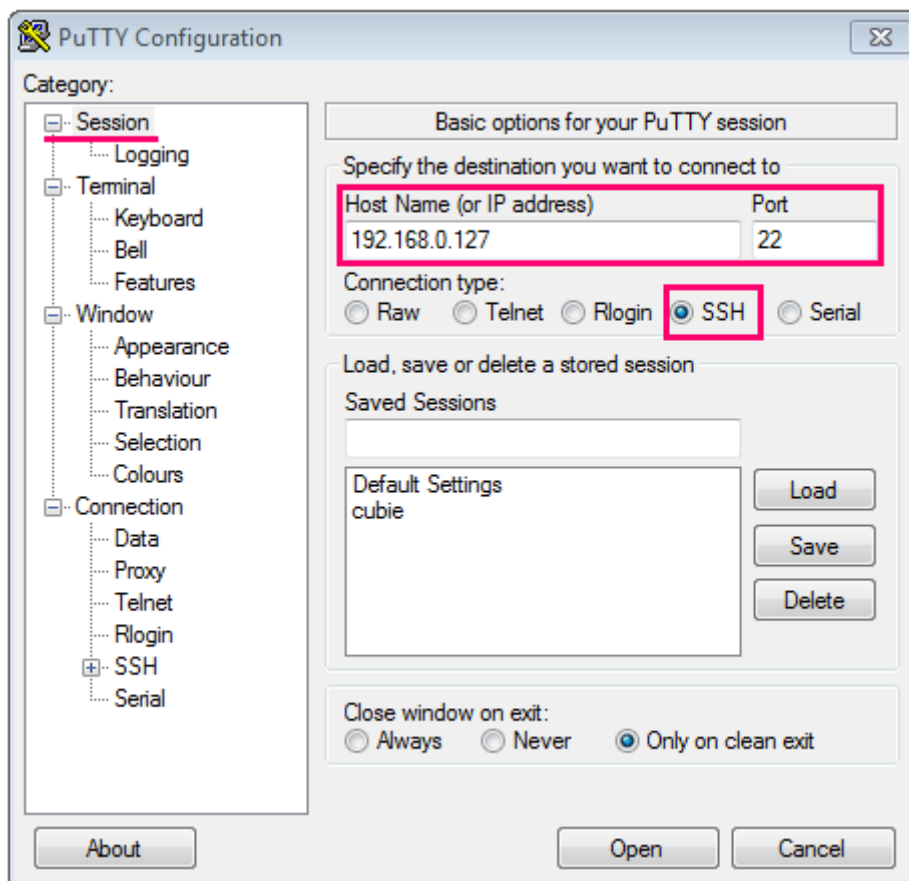 PuTTY Configuration
Category:
Session
Logging
Terminal
Keyboard
Bell
Features
Window
Appearance
Behaviour
Translation
Selection
Colours
Connection
Data
Proxy
Telnet
Rlogin
SSH
Serial
Basic options for your PuTTY session
Specify the destination you want to connect to
Host Name (or IP address) Port
192.168.0.127 22
Connection type:
Raw Telnet Rlogin SSH Serial
Load, save or delete a stored session
Saved Sessions
Default Settings
cubie
Load
Save
Delete
Close window on exit:
Always Never Only on clean exit
About Open Cancel